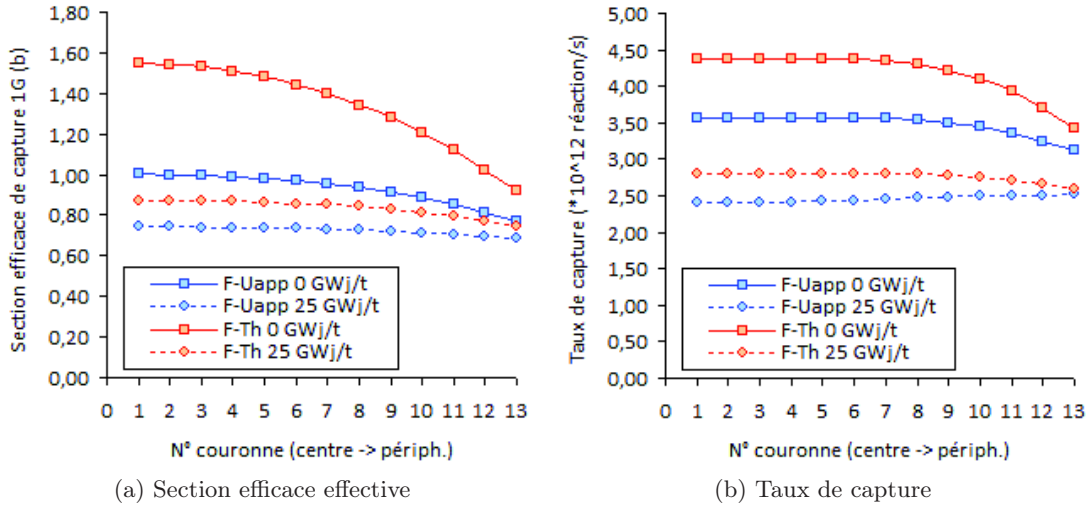 Section efficace de capture 1G (b)
1,80
1,60
1,40
1,20
1,00
0,80
0,60
0,40
0,20
0,00
F-Uapp 0 GWj/t
F-Uapp 25 GWj/t
F-Th 0 GWj/t
F-Th 25 GWj/t
0 1 2 3 4 5 6 7 8 9 10 11 12 13
N° couronne (centre -> périph.)
(a) Section efficace effective
Taux de capture (*10^12 réaction/s)
5,00
4,50
4,00
3,50
3,00
2,50
2,00
1,50
1,00
0,50
0,00
F-Uapp 0 GWj/t
F-Uapp 25 GWj/t
F-Th 0 GWj/t
F-Th 25 GWj/t
0 1 2 3 4 5 6 7 8 9 10 11 12 13
N° couronne (centre -> périph.)
(b) Taux de capture